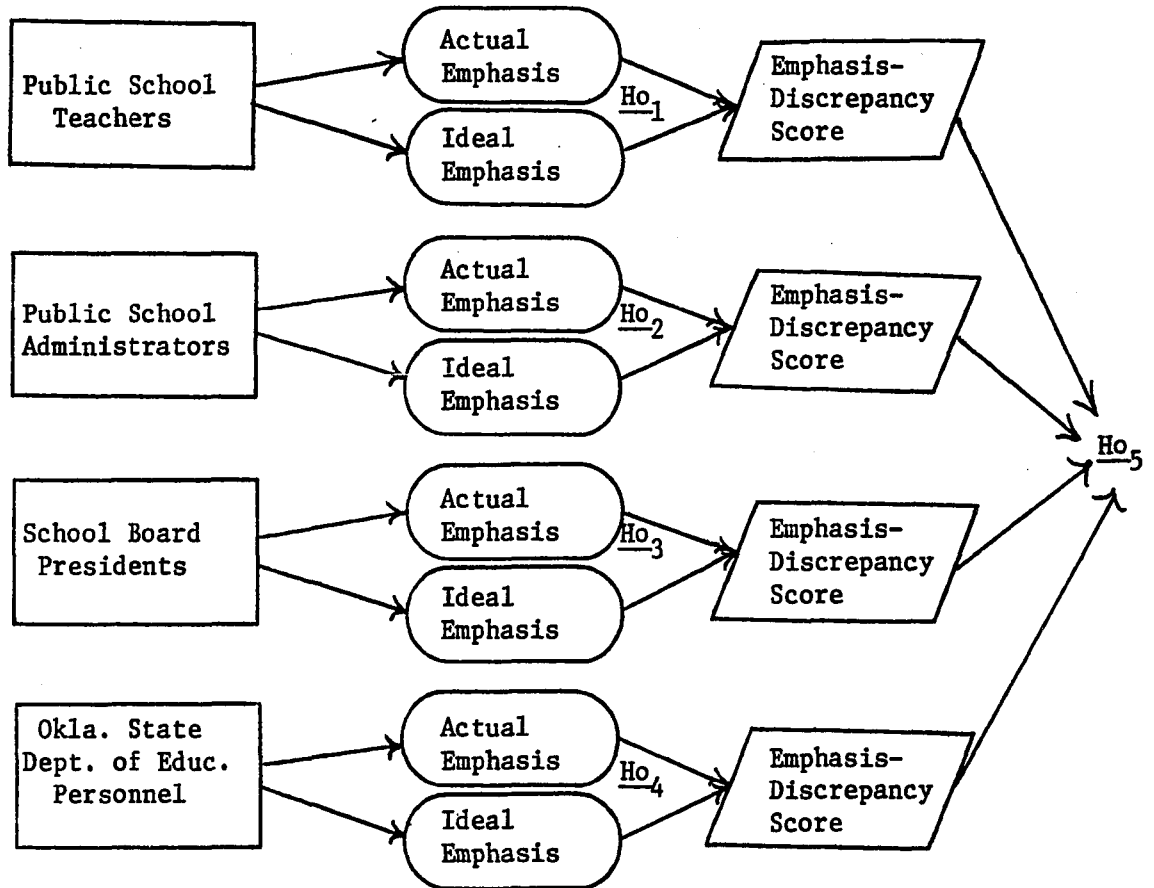 Public School
Teachers
Actual
Emphasis
Ideal
Emphasis
Ho1
Emphasis-
Discrepancy
Score
Public School
Administrators
Actual
Emphasis
Ideal
Emphasis
Ho2
Emphasis-
Discrepancy
Score
School Board
Presidents
Actual
Emphasis
Ideal
Emphasis
Ho3
Emphasis-
Discrepancy
Score
Okla. State
Dept. of Educ.
Personnel
Actual
Emphasis
Ideal
Emphasis
Ho4
Emphasis-
Discrepancy
Score
Ho5